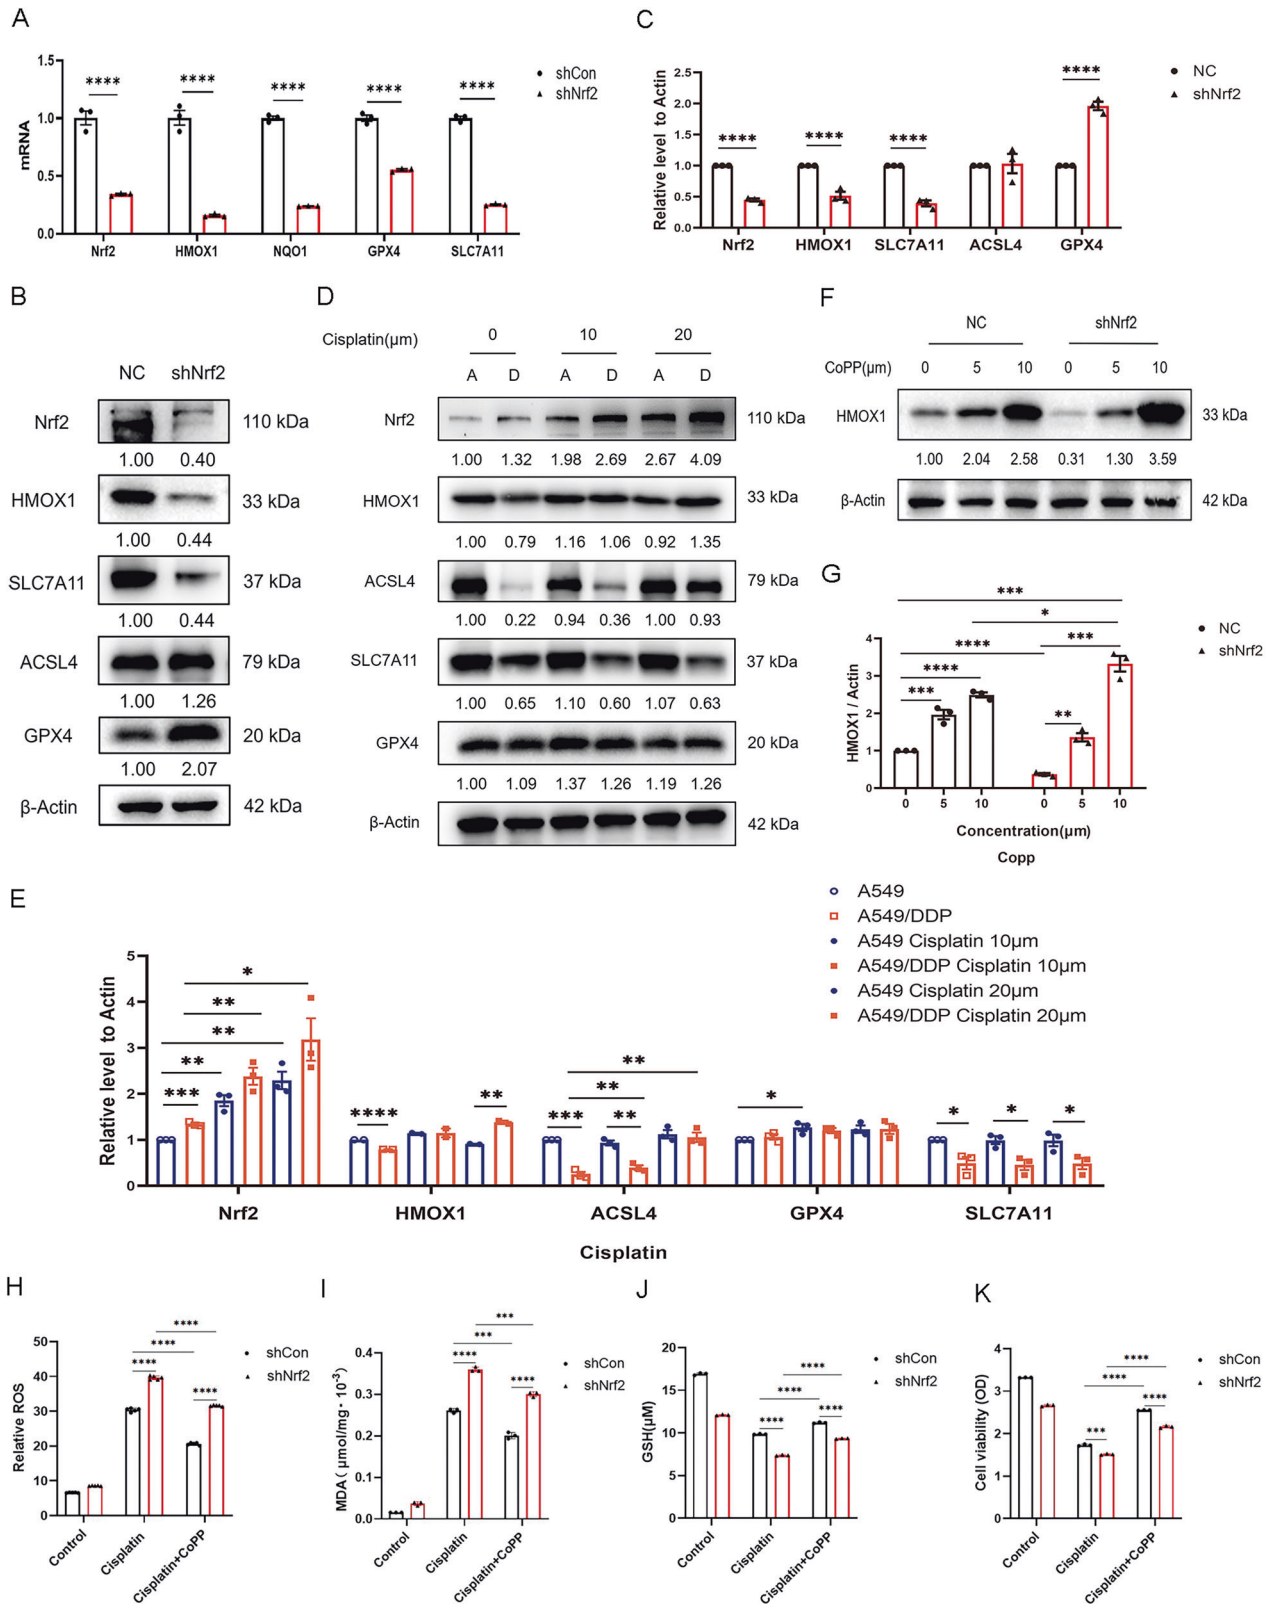 A
mRNA
1.5
1.0
0.5
0.0
**** **** **** **** ****
Nrf2 HMOX1 NQO1 GPX4 SLC7A11
shCon
shNrf2
C
Relative level to Actin
2.5
2.0
1.5
1.0
0.5
0.0
**** **** **** ****
Nrf2 HMOX1 SLC7A11 ACSL4 GPX4
NC
shNrf2
B
NC shNrf2
Nrf2 110 kDa
1.00 0.40
HMOX1 33 kDa
1.00 0.44
SLC7A11 37 kDa
1.00 0.44
ACSL4 79 kDa
1.00 1.26
GPX4 20 kDa
1.00 2.07
β-Actin 42 kDa
D
Cisplatin(μm) 0 10 20
A D A D A D
Nrf2 110 kDa
1.00 1.32 1.98 2.69 2.67 4.09
HMOX1 33 kDa
1.00 0.79 1.16 1.06 0.92 1.35
ACSL4 79 kDa
1.00 0.22 0.94 0.36 1.00 0.93
SLC7A11 37 kDa
1.00 0.65 1.10 0.60 1.07 0.63
GPX4 20 kDa
1.00 1.09 1.37 1.26 1.19 1.26
β-Actin 42 kDa
F
NC shNrf2
CoPP(μm) 0 5 10 0 5 10
HMOX1 33 kDa
1.00 2.04 2.58 0.31 1.30 3.59
β-Actin 42 kDa
G
HMOX1 / Actin
4
3
2
1
0
***
*
**** ***
****
***
**
0 5 10 0 5 10
Concentration(μm)
Copp
NC
shNrf2
E
A549
A549/DDP
A549 Cisplatin 10μm
A549/DDP Cisplatin 10μm
A549 Cisplatin 20μm
A549/DDP Cisplatin 20μm
Relative level to Actin
5
4
3
2
1
0
*
**
**
**
***
**** **
**
**
*** **
*
* * *
Nrf2 HMOX1 ACSL4 GPX4 SLC7A11
Cisplatin
H
Relative ROS
50
40
30
20
10
0
****
****
****
****
Control Cisplatin Cisplatin+CoPP
shCon
shNrf2
I
MDA ( μmol/mg · 10⁻³)
0.4
0.3
0.2
0.1
0.0
***
***
****
****
Control Cisplatin Cisplatin+CoPP
shCon
shNrf2
J
GSH(μM)
20
15
10
5
0
****
****
****
****
Control Cisplatin Cisplatin+CoPP
shCon
shNrf2
K
Cell viability (OD)
4
3
2
1
0
****
****
****
***
Control Cisplatin Cisplatin+CoPP
shCon
shNrf2